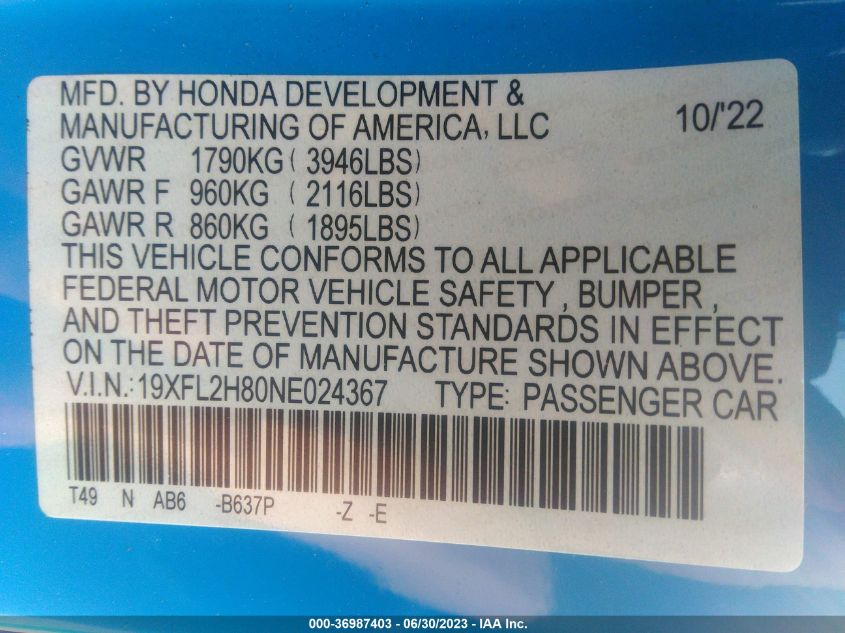 MFD. BY HONDA DEVELOPMENT &
MANUFACTURING OF AMERICA, LLC 10/'22
GVWR 1790KG ( 3946LBS)
GAWR F 960KG ( 2116LBS)
GAWR R 860KG ( 1895LBS)
THIS VEHICLE CONFORMS TO ALL APPLICABLE
FEDERAL MOTOR VEHICLE SAFETY , BUMPER ,
AND THEFT PREVENTION STANDARDS IN EFFECT
ON THE DATE OF MANUFACTURE SHOWN ABOVE.
V.I.N.: 19XFL2H80NE024367 TYPE: PASSENGER CAR
T49 N AB6 -B637P -Z -E
000-36987403 - 06/30/2023 - IAA Inc.